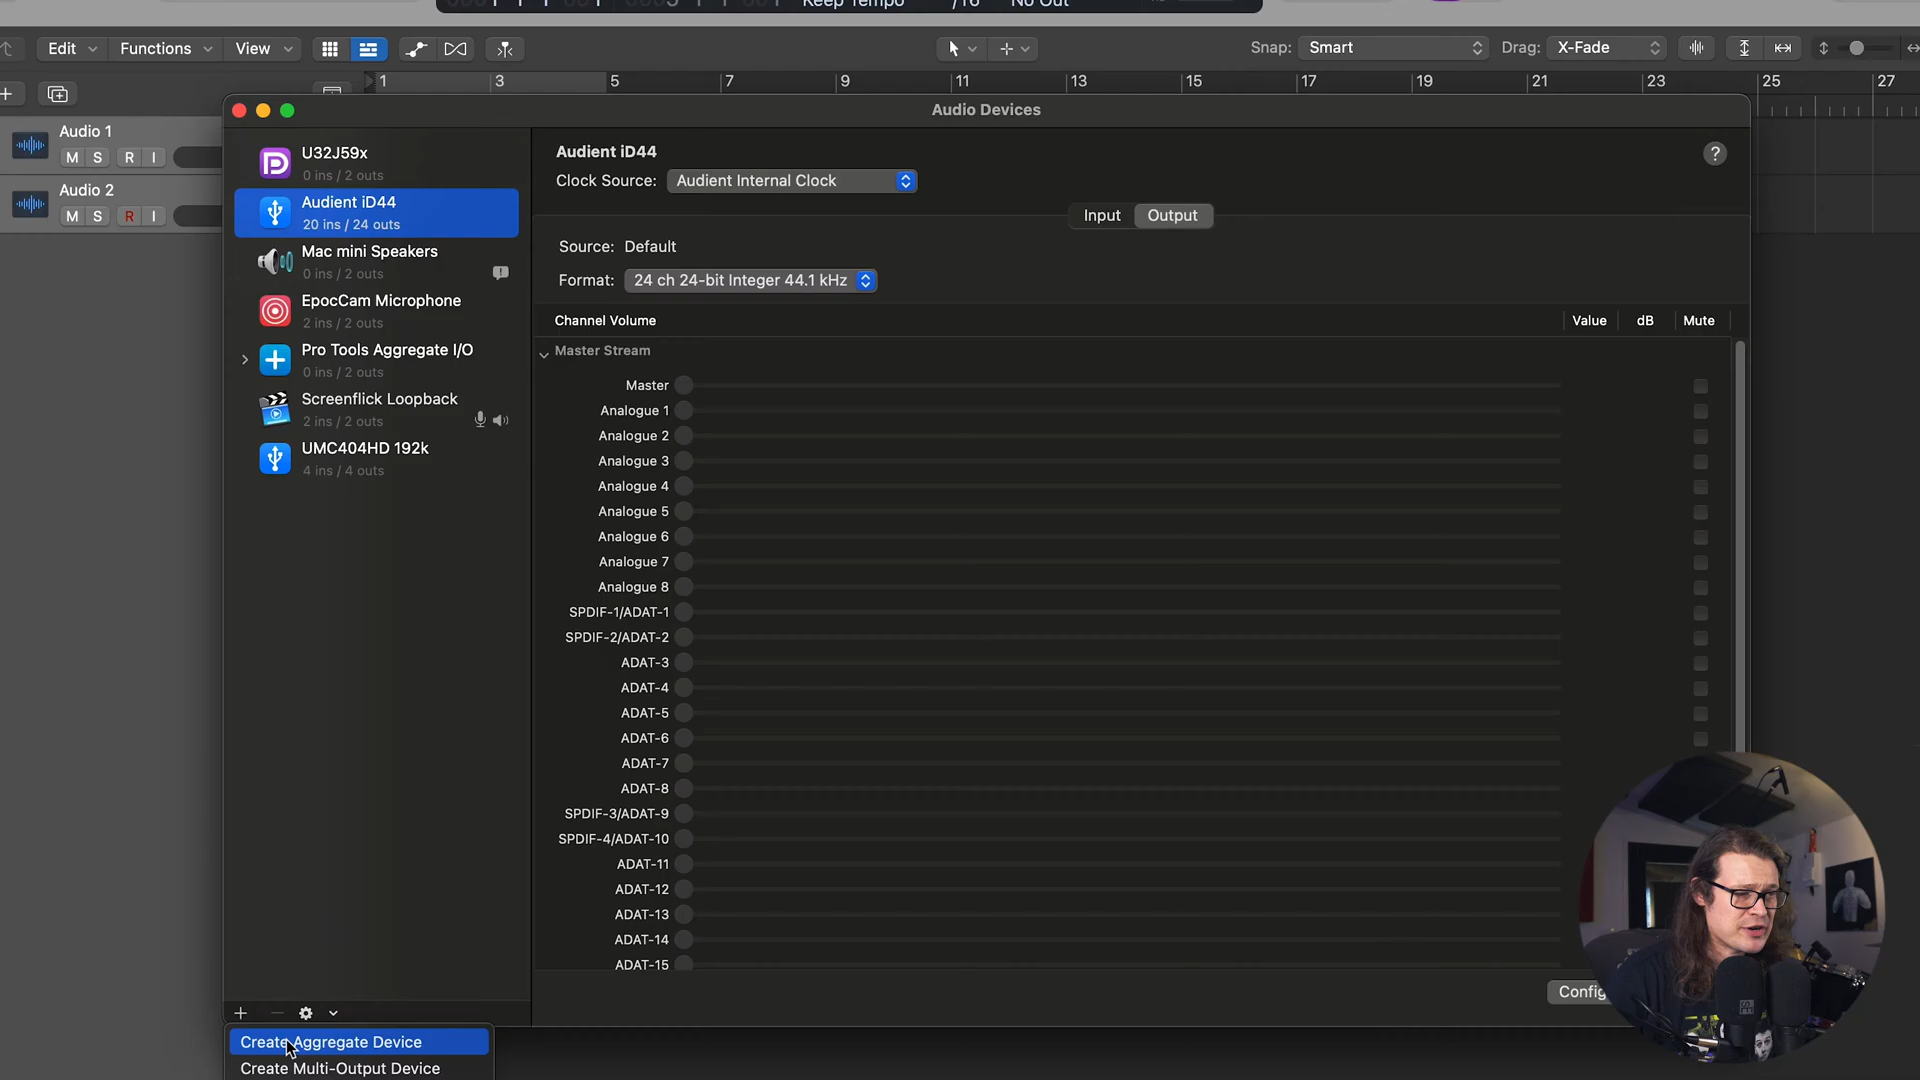 Keep Tempo /16 No Out
Edit Functions View Snap: Smart Drag: X-Fade
1 3 5 7 9 11 13 15 17 19 21 23 25 27
Audio Devices
Audio 1
M S R I
Audio 2
M S R I
U32J59x
0 ins / 2 outs
Audient iD44
20 ins / 24 outs
Mac mini Speakers
0 ins / 2 outs
EpocCam Microphone
2 ins / 2 outs
Pro Tools Aggregate I/O
0 ins / 2 outs
Screenflick Loopback
2 ins / 2 outs
UMC404HD 192k
4 ins / 4 outs
Audient iD44
?
Clock Source: Audient Internal Clock
Input Output
Source: Default
Format: 24 ch 24-bit Integer 44.1 kHz
Channel Volume Value dB Mute
Master Stream
Master
Analogue 1
Analogue 2
Analogue 3
Analogue 4
Analogue 5
Analogue 6
Analogue 7
Analogue 8
SPDIF-1/ADAT-1
SPDIF-2/ADAT-2
ADAT-3
ADAT-4
ADAT-5
ADAT-6
ADAT-7
ADAT-8
SPDIF-3/ADAT-9
SPDIF-4/ADAT-10
ADAT-11
ADAT-12
ADAT-13
ADAT-14
ADAT-15
Config
Create Aggregate Device
Create Multi-Output Device